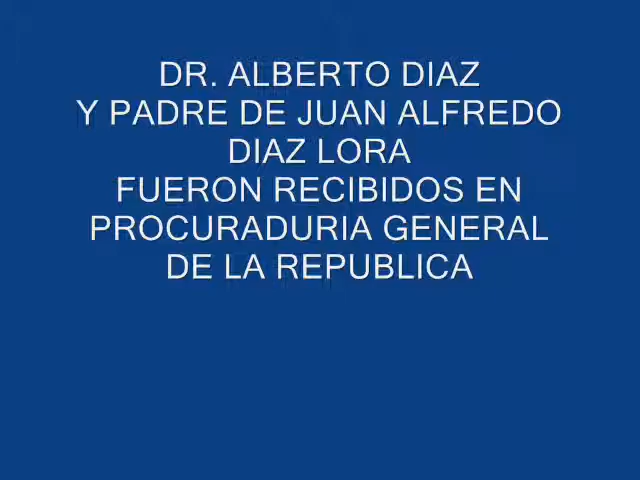 DR. ALBERTO DIAZ
Y PADRE DE JUAN ALFREDO
DIAZ LORA
FUERON RECIBIDOS EN
PROCURADURIA GENERAL
DE LA REPUBLICA